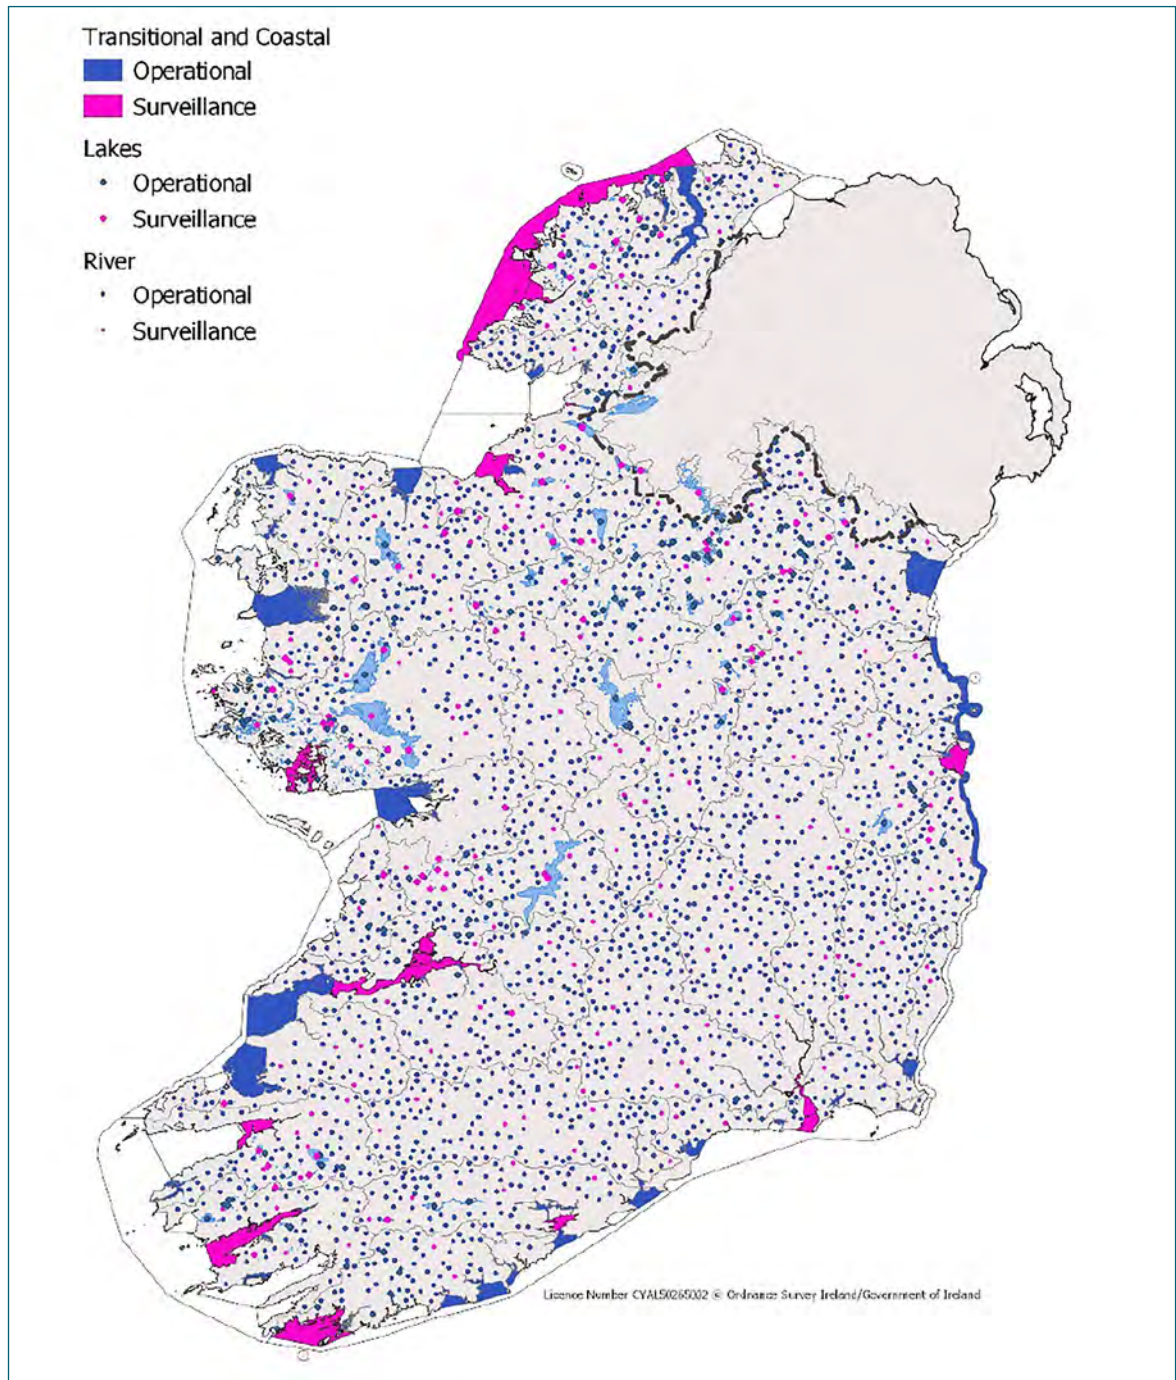 Transitional and Coastal
Operational
Surveillance
Lakes
Operational
Surveillance
River
Operational
Surveillance
Licence Number CYAL50265032 © Ordnance Survey Ireland/Government of Ireland